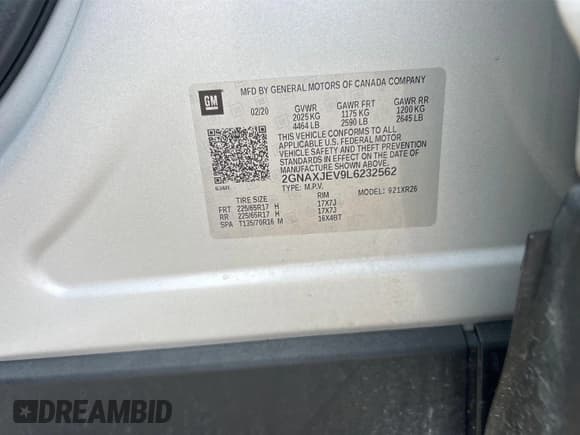 MFD BY GENERAL MOTORS OF CANADA COMPANY
GM
02/20 GVWR GAWR FRT GAWR RR
2025 KG 1175 KG 1200 KG
4464 LB 2590 LB 2645 LB
THIS VEHICLE CONFORMS TO ALL
APPLICABLE U.S. FEDERAL MOTOR
VEHICLE SAFETY AND THEFT PREVENTION
STANDARDS IN EFFECT ON THE DATE OF
MANUFACTURE SHOWN ABOVE.
2GNAXJEV9L6232562
TYPE: M.P.V. MODEL: 921XR26
TIRE SIZE RIM
FRT 225/65R17 H 17X7J
RR 225/65R17 H 17X7J
SPA T135/70R16 M 16X4BT
DREAMBID